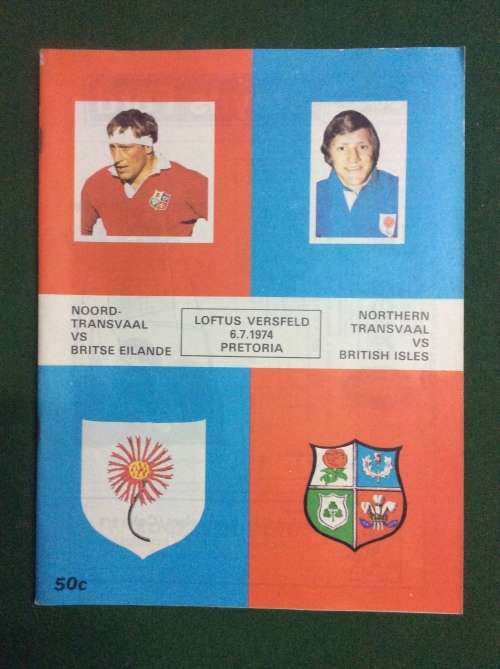 NOORD-
TRANSVAAL
VS
BRITSE EILANDE
LOFTUS VERSFELD
6.7.1974
PRETORIA
NORTHERN
TRANSVAAL
VS
BRITISH ISLES
50c